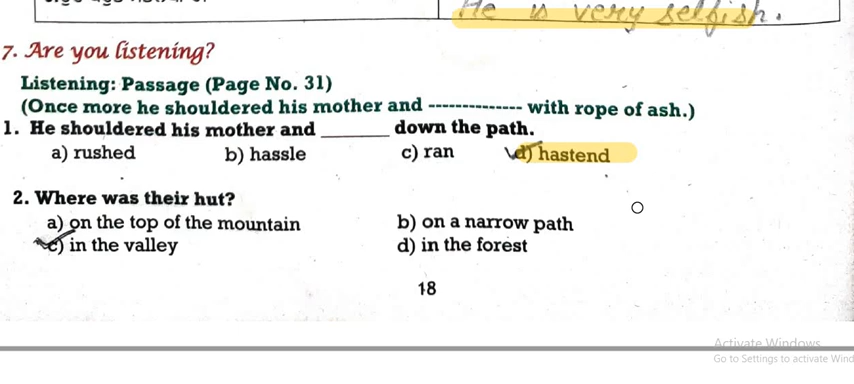 He is very selfish.
7. Are you listening?
Listening: Passage (Page No. 31)
(Once more he shouldered his mother and -------------- with rope of ash.)
1. He shouldered his mother and _______ down the path.
a) rushed b) hassle c) ran d) hastend
2. Where was their hut?
a) on the top of the mountain b) on a narrow path
c) in the valley d) in the forest
18
Activate Windows
Go to Settings to activate Wind